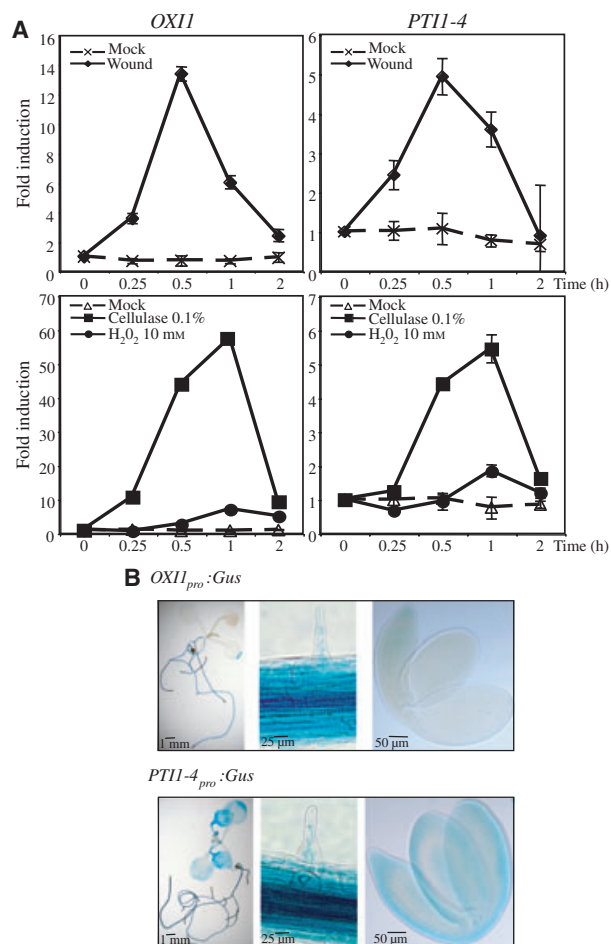 A
OXI1
PTI1-4
Mock
Wound
Fold induction
16
14
12
10
8
6
4
2
0
0 0.25 0.5 1 2
Mock
Wound
6
5
4
3
2
1
0
0 0.25 0.5 1 2 Time (h)
Mock
Cellulase 0.1%
H₂0₂ 10 mM
Fold induction
70
60
50
40
30
20
10
0
0 0.25 0.5 1 2
Mock
Cellulase 0.1%
H₂0₂ 10 mM
7
6
5
4
3
2
1
0
0 0.25 0.5 1 2 Time (h)
B OXI1pro:Gus
1 mm
25 µm
50 µm
PTI1-4pro:Gus
1 mm
25 µm
50 µm